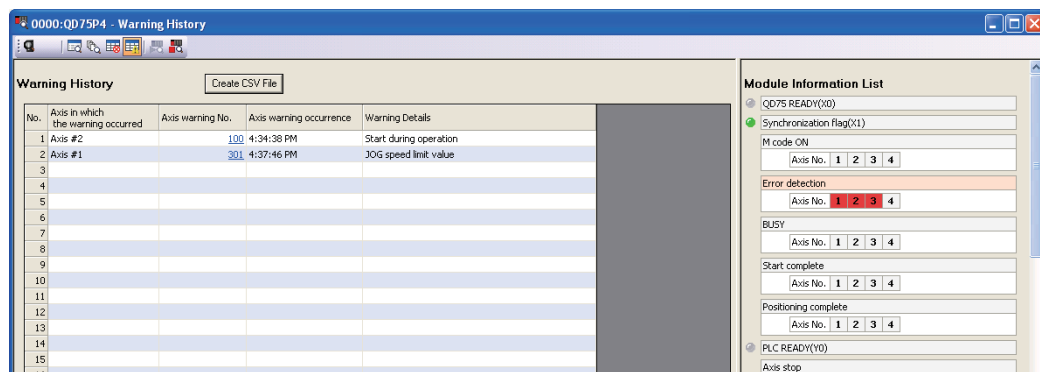 0000:QD75P4 - Warning History
Warning History
Create CSV File
No. Axis in which the warning occurred Axis warning No. Axis warning occurrence Warning Details
1 Axis #2 100 4:34:38 PM Start during operation
2 Axis #1 301 4:37:46 PM JOG speed limit value
3
4
5
6
7
8
9
10
11
12
13
14
15
Module Information List
QD75 READY(X0)
Synchronization flag(X1)
M code ON
Axis No. 1 2 3 4
Error detection
Axis No. 1 2 3 4
BUSY
Axis No. 1 2 3 4
Start complete
Axis No. 1 2 3 4
Positioning complete
Axis No. 1 2 3 4
PLC READY(Y0)
Axis stop